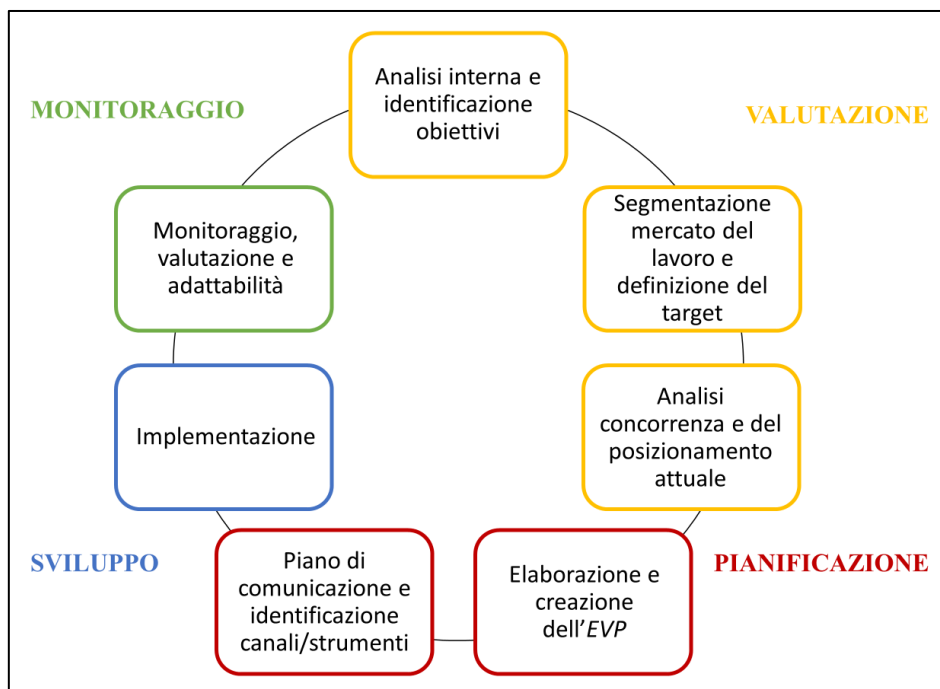 MONITORAGGIO
VALUTAZIONE
Analisi interna e
identificazione
obiettivi
Segmentazione
mercato del
lavoro e
definizione del
target
Analisi
concorrenza e del
posizionamento
attuale
PIANIFICAZIONE
Elaborazione e
creazione
dell'EVP
Piano di
comunicazione e
identificazione
canali/strumenti
SVILUPPO
Implementazione
Monitoraggio,
valutazione e
adattabilità